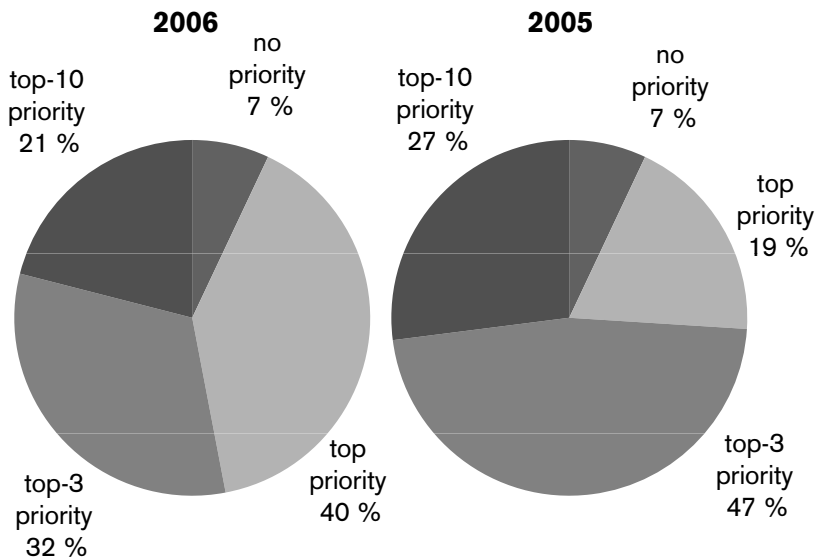 2006
no
priority
7 %
top-10
priority
21 %
top
priority
40 %
top-3
priority
32 %
2005
no
priority
7 %
top-10
priority
27 %
top
priority
19 %
top-3
priority
47 %